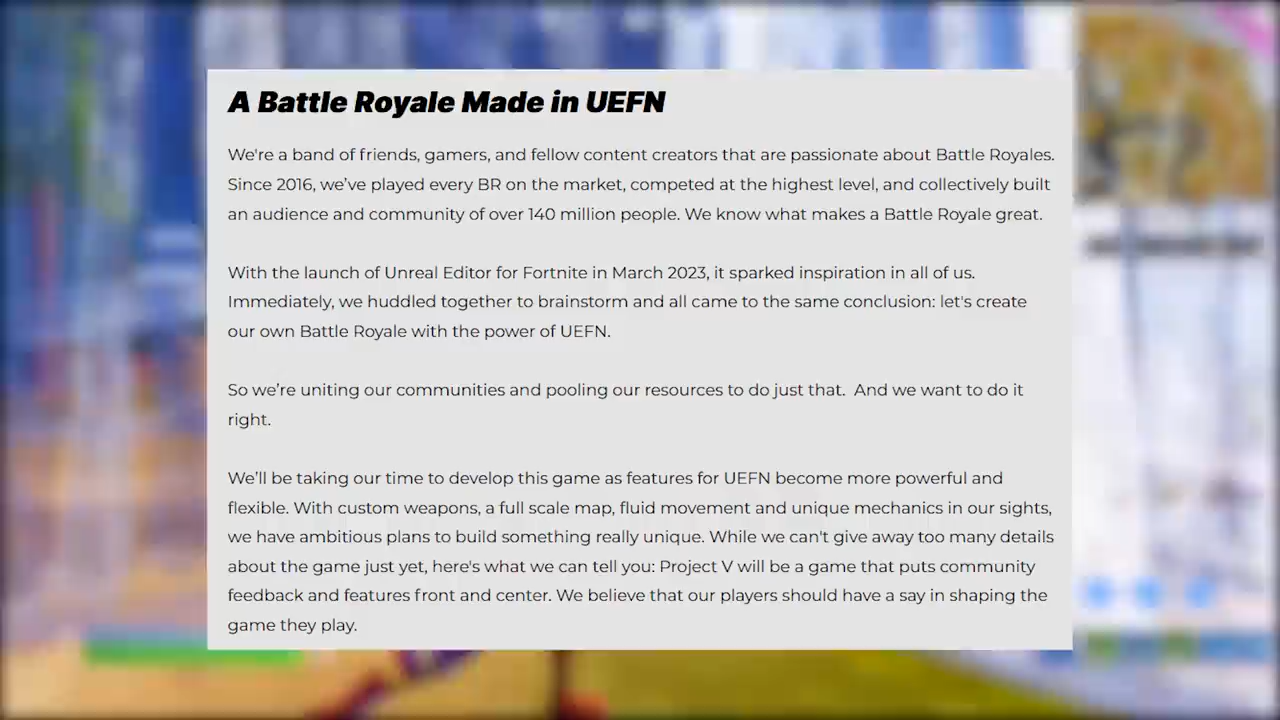 A Battle Royale Made in UEFN
We're a band of friends, gamers, and fellow content creators that are passionate about Battle Royales.
Since 2016, we’ve played every BR on the market, competed at the highest level, and collectively built
an audience and community of over 140 million people. We know what makes a Battle Royale great.
With the launch of Unreal Editor for Fortnite in March 2023, it sparked inspiration in all of us.
Immediately, we huddled together to brainstorm and all came to the same conclusion: let's create
our own Battle Royale with the power of UEFN.
So we’re uniting our communities and pooling our resources to do just that.  And we want to do it
right.
We’ll be taking our time to develop this game as features for UEFN become more powerful and
flexible. With custom weapons, a full scale map, fluid movement and unique mechanics in our sights,
we have ambitious plans to build something really unique. While we can't give away too many details
about the game just yet, here's what we can tell you: Project V will be a game that puts community
feedback and features front and center. We believe that our players should have a say in shaping the
game they play.